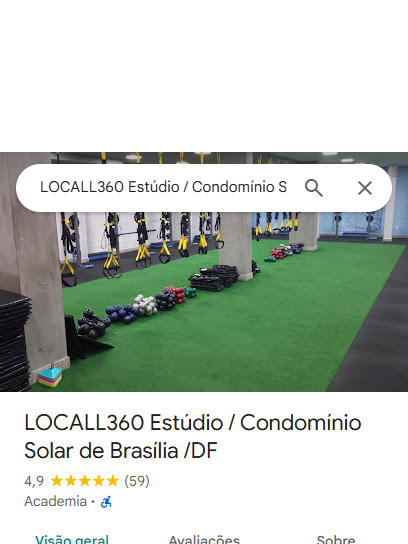 LOCALL360 Estúdio / Condomínio S
LOCALL360 Estúdio / Condomínio
Solar de Brasília /DF
4,9 (59)
Academia ·
Visão geral Avaliações Sobre